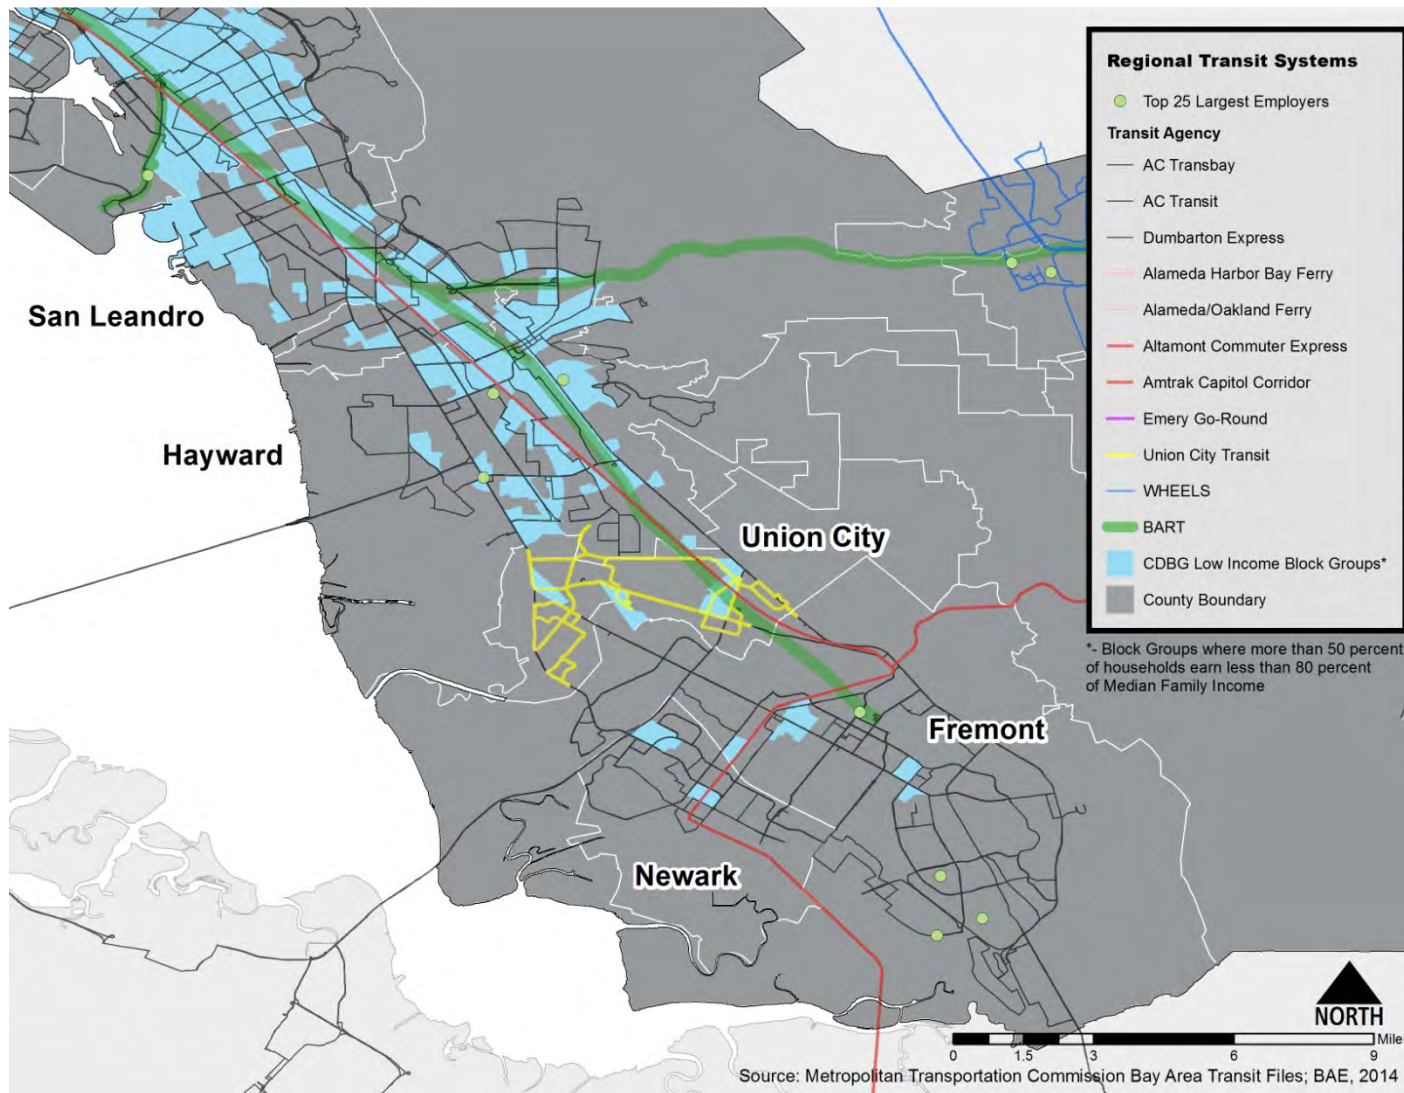 Regional Transit Systems
Top 25 Largest Employers
Transit Agency
AC Transbay
AC Transit
Dumbarton Express
Alameda Harbor Bay Ferry
Alameda/Oakland Ferry
Altamont Commuter Express
Amtrak Capitol Corridor
Emery Go-Round
Union City Transit
WHEELS
BART
CDBG Low Income Block Groups*
County Boundary
*- Block Groups where more than 50 percent
of households earn less than 80 percent
of Median Family Income
San Leandro
Hayward
Union City
Fremont
Newark
NORTH
Mile
0 1.5 3 6 9
Source: Metropolitan Transportation Commission Bay Area Transit Files; BAE, 2014